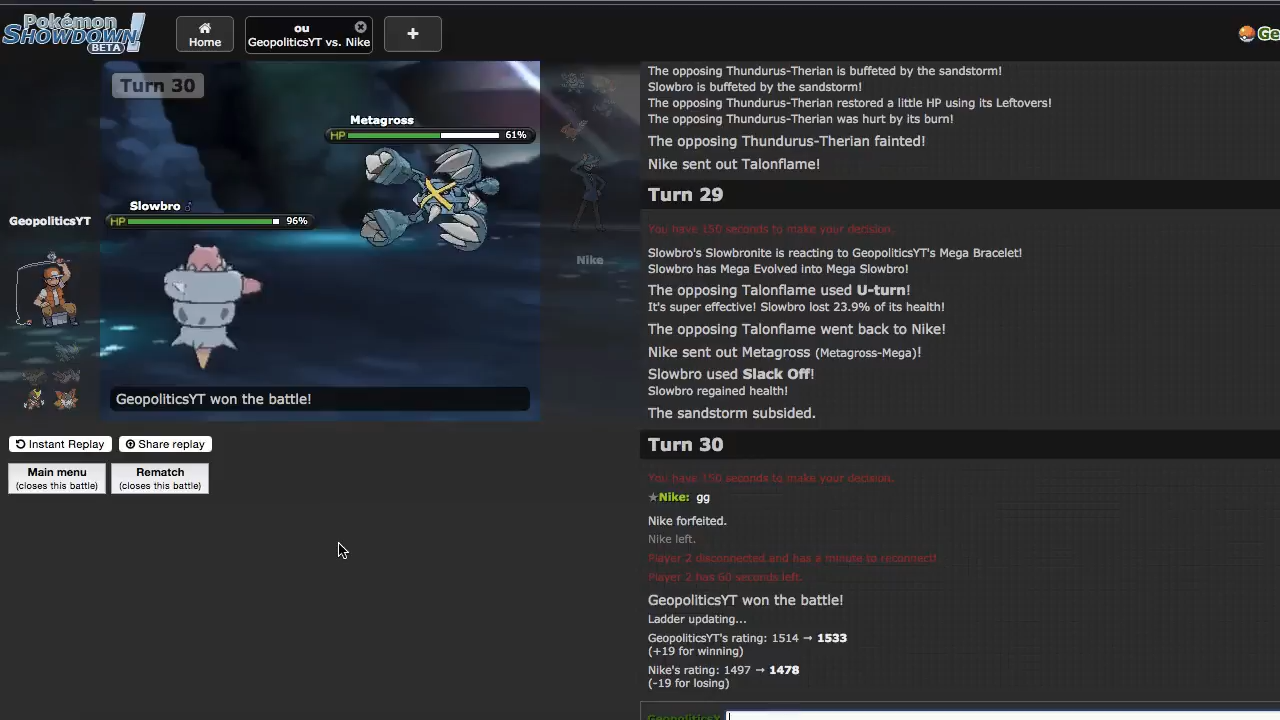 Pokémon
SHOWDOWN!
BETA
Home
ou
GeopoliticsYT vs. Nike
+
Ge
Turn 30
Metagross
HP 61%
Slowbro ♂
HP 96%
GeopoliticsYT
Nike
GeopoliticsYT won the battle!
Instant Replay
Share replay
Main menu
(closes this battle)
Rematch
(closes this battle)
The opposing Thundurus-Therian is buffeted by the sandstorm!
Slowbro is buffeted by the sandstorm!
The opposing Thundurus-Therian restored a little HP using its Leftovers!
The opposing Thundurus-Therian was hurt by its burn!
The opposing Thundurus-Therian fainted!
Nike sent out Talonflame!
Turn 29
You have 150 seconds to make your decision.
Slowbro's Slowbronite is reacting to GeopoliticsYT's Mega Bracelet!
Slowbro has Mega Evolved into Mega Slowbro!
The opposing Talonflame used U-turn!
It's super effective! Slowbro lost 23.9% of its health!
The opposing Talonflame went back to Nike!
Nike sent out Metagross (Metagross-Mega)!
Slowbro used Slack Off!
Slowbro regained health!
The sandstorm subsided.
Turn 30
You have 150 seconds to make your decision.
★Nike: gg
Nike forfeited.
Nike left.
Player 2 disconnected and has a minute to reconnect!
Player 2 has 60 seconds left.
GeopoliticsYT won the battle!
Ladder updating...
GeopoliticsYT's rating: 1514 → 1533
(+19 for winning)
Nike's rating: 1497 → 1478
(-19 for losing)
GeopoliticsY